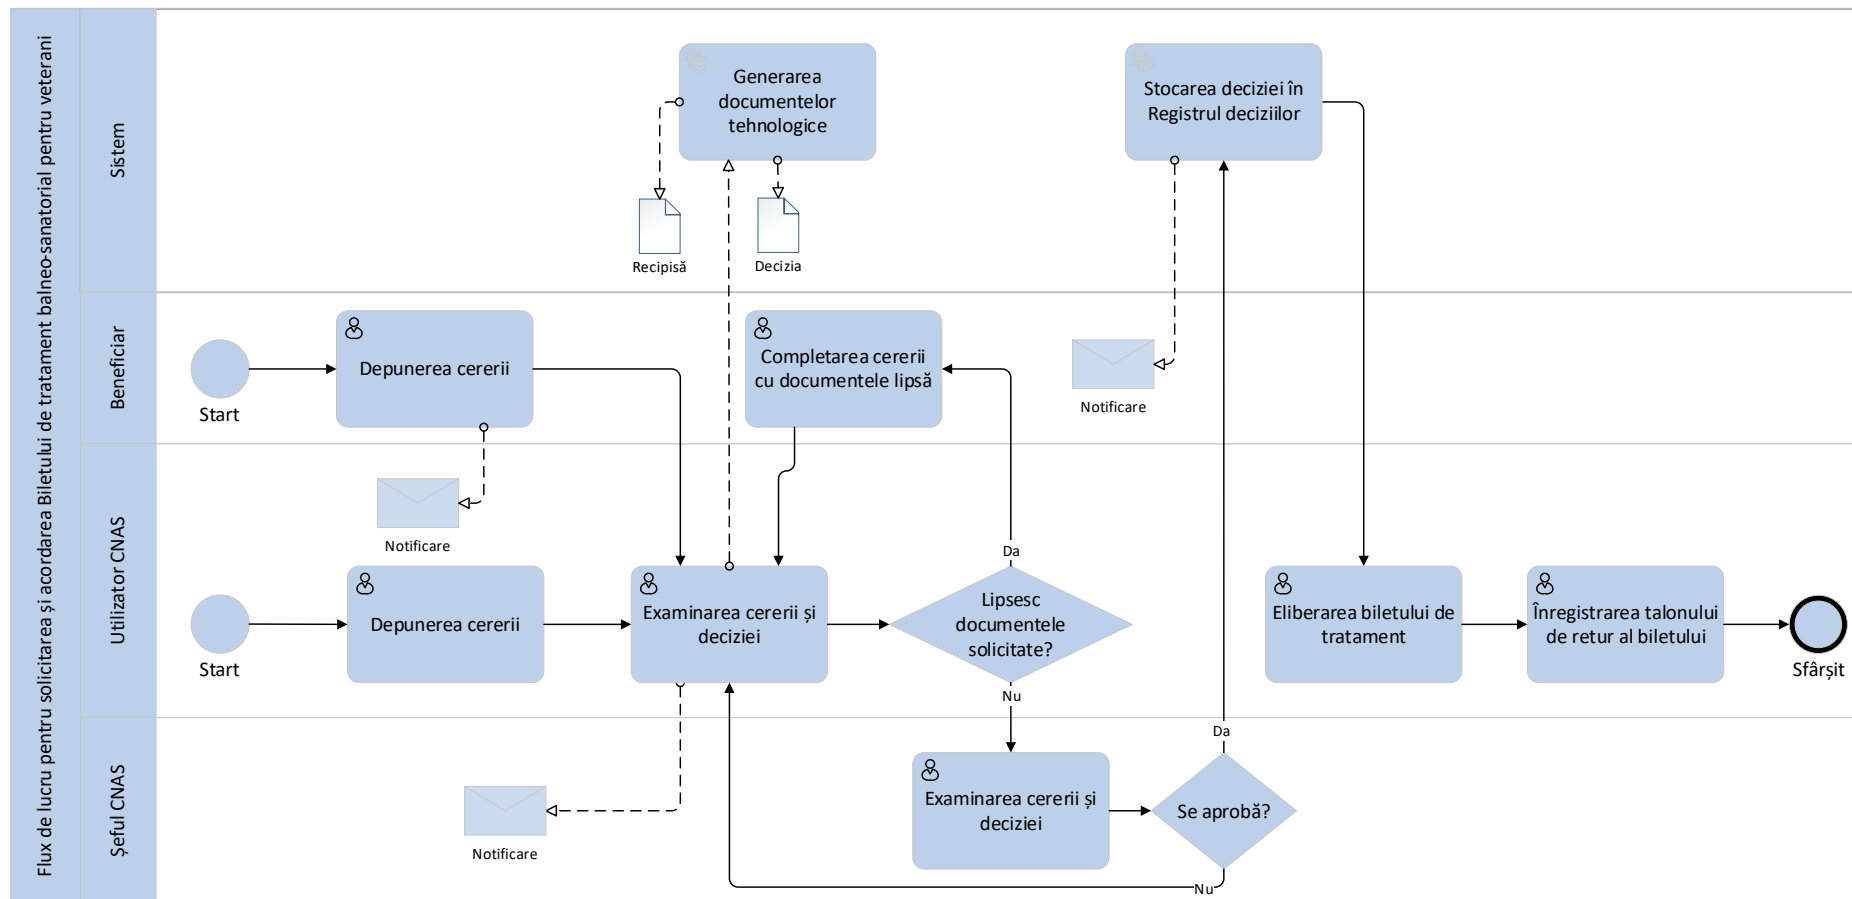 Flux de lucru pentru solicitarea și acordarea Biletului de tratament balneo-sanatorial pentru veterani
Sistem
Generarea
documentelor
tehnologice
Stocarea deciziei în
Registrul deciziilor
Recipisă
Decizia
Beneficiar
Start
Depunerea cererii
Completarea cererii
cu documentele lipsă
Notificare
Utilizator CNAS
Notificare
Start
Depunerea cererii
Examinarea cererii și
deciziei
Da
Lipsesc
documentele
solicitate?
Nu
Eliberarea biletului de
tratament
Înregistrarea talonului
de retur al biletului
Sfârșit
Șeful CNAS
Notificare
Examinarea cererii și
deciziei
Da
Se aprobă?
Nu